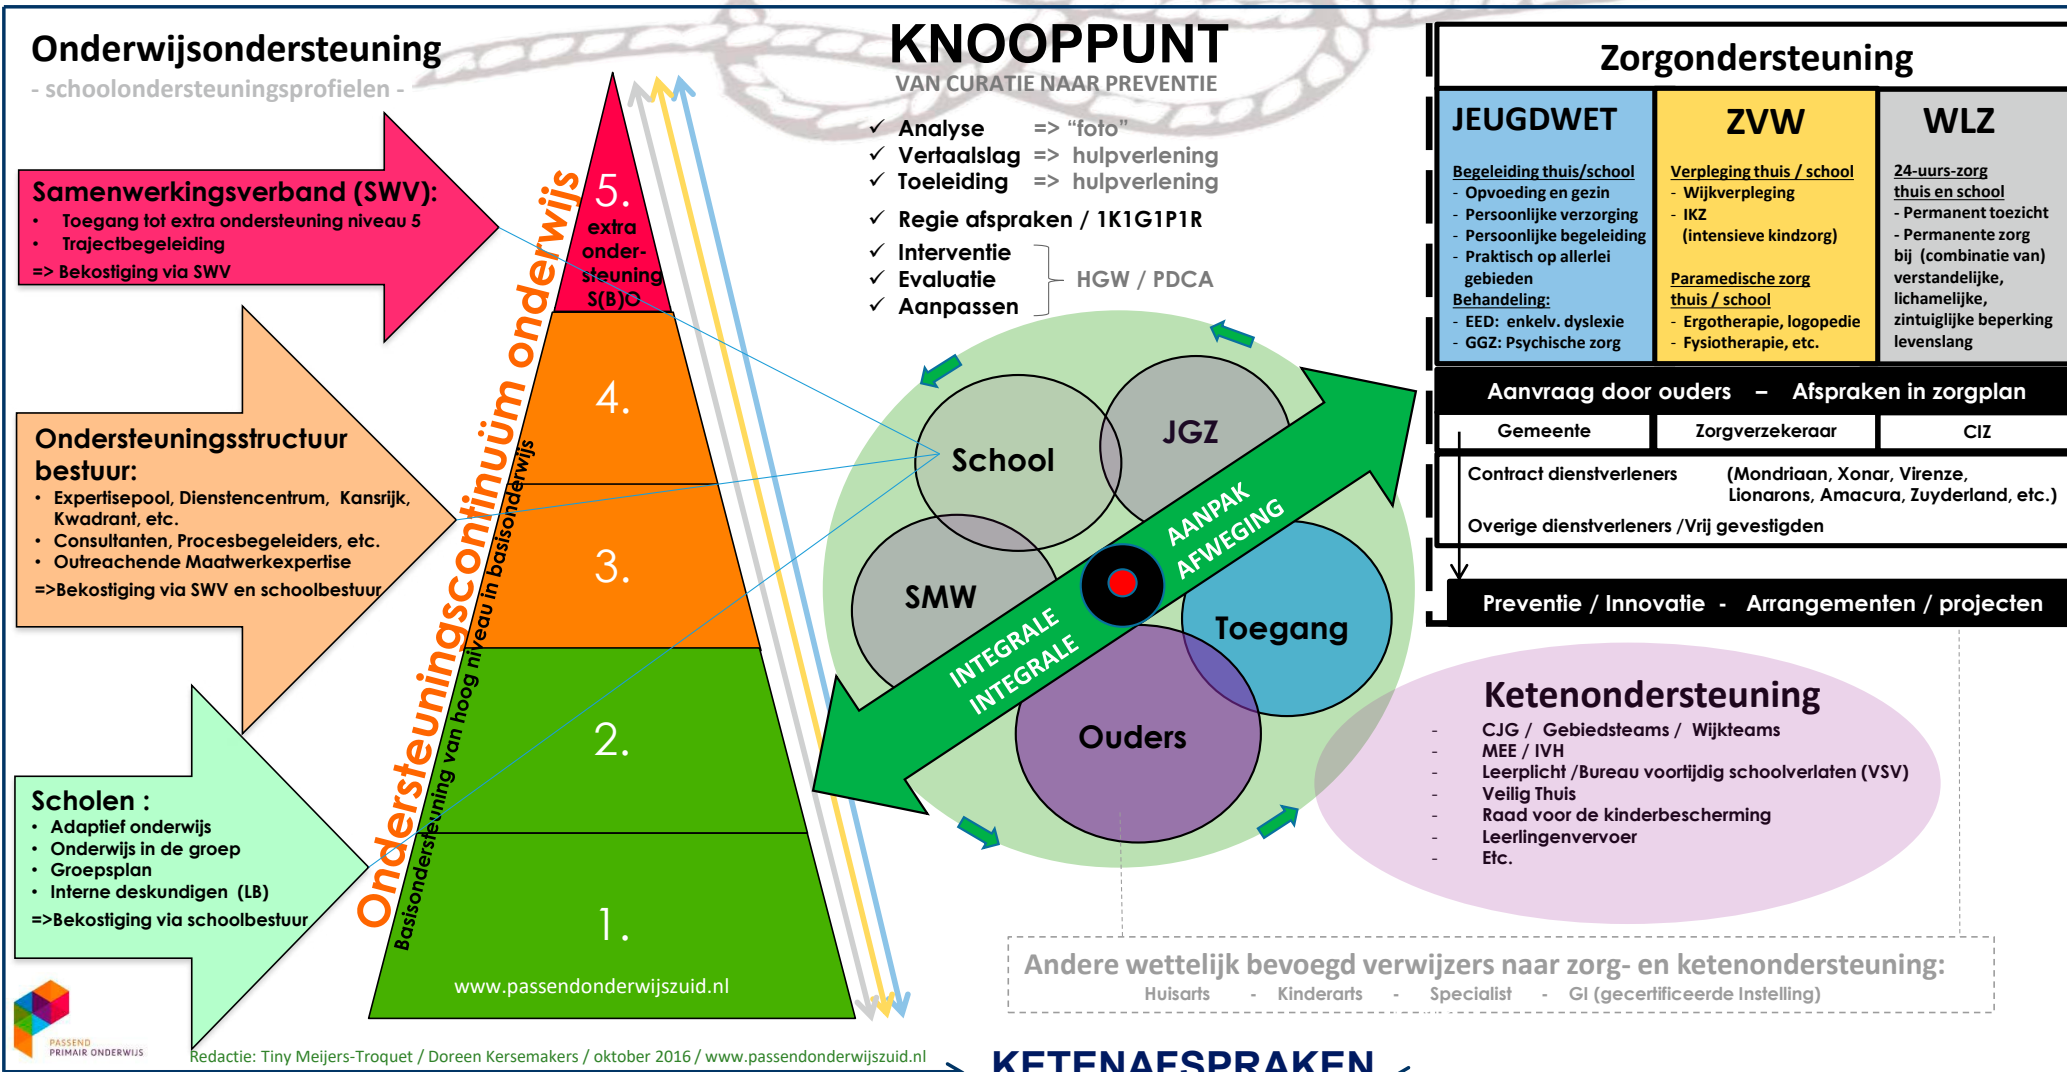 Onderwijsondersteuning
- schoolondersteuningsprofielen -
Samenwerkingsverband (SWV):
• Toegang tot extra ondersteuning niveau 5
• Trajectbegeleiding
=> Bekostiging via SWV
Ondersteuningsstructuur
bestuur:
• Expertisepool, Dienstencentrum, Kansrijk,
Kwadrant, etc.
• Consultanten, Procesbegeleiders, etc.
• Outreachende Maatwerkexpertise
=>Bekostiging via SWV en schoolbestuur
Scholen :
• Adaptief onderwijs
• Onderwijs in de groep
• Groepsplan
• Interne deskundigen (LB)
=>Bekostiging via schoolbestuur
Ondersteuningscontinuüm onderwijs
Basisondersteuning van hoog niveau in basisonderwijs
5.
extra
onder-
steuning
S(B)O
4.
3.
2.
1.
www.passendonderwijszuid.nl
KNOOPPUNT
VAN CURATIE NAAR PREVENTIE
✓ Analyse => “foto”
✓ Vertaalslag => hulpverlening
✓ Toeleiding => hulpverlening
✓ Regie afspraken / 1K1G1P1R
✓ Interventie
✓ Evaluatie
✓ Aanpassen
HGW / PDCA
School
JGZ
SMW
Toegang
Ouders
INTEGRALE AANPAK
INTEGRALE AFWEGING
Zorgondersteuning
JEUGDWET
Begeleiding thuis/school
- Opvoeding en gezin
- Persoonlijke verzorging
- Persoonlijke begeleiding
- Praktisch op allerlei
gebieden
Behandeling:
- EED: enkelv. dyslexie
- GGZ: Psychische zorg
ZVW
Verpleging thuis / school
- Wijkverpleging
- IKZ
(intensieve kindzorg)
Paramedische zorg
thuis / school
- Ergotherapie, logopedie
- Fysiotherapie, etc.
WLZ
24-uurs-zorg
thuis en school
- Permanent toezicht
- Permanente zorg
bij (combinatie van)
verstandelijke,
lichamelijke,
zintuiglijke beperking
levenslang
Aanvraag door ouders – Afspraken in zorgplan
Gemeente
Zorgverzekeraar
CIZ
Contract dienstverleners (Mondriaan, Xonar, Virenze,
Lionarons, Amacura, Zuyderland, etc.)
Overige dienstverleners /Vrij gevestigden
Preventie / Innovatie - Arrangementen / projecten
Ketenondersteuning
- CJG / Gebiedsteams / Wijkteams
- MEE / IVH
- Leerplicht /Bureau voortijdig schoolverlaten (VSV)
- Veilig Thuis
- Raad voor de kinderbescherming
- Leerlingenvervoer
- Etc.
Andere wettelijk bevoegd verwijzers naar zorg- en ketenondersteuning:
Huisarts - Kinderarts - Specialist - GI (gecertificeerde Instelling)
PASSEND
PRIMAIR ONDERWIJS
Redactie: Tiny Meijers-Troquet / Doreen Kersemakers / oktober 2016 / www.passendonderwijszuid.nl
KETENAFSPRAKEN